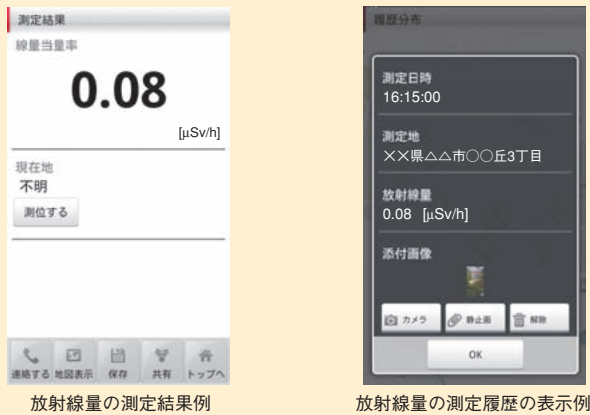 測定結果
線量当量率
0.08
[μSv/h]
現在地
不明
測位する
連絡する 地図表示 保存 共有 トップへ
放射線量の測定結果例
履歴分布
測定日時
16:15:00
測定地
××県△△市○○丘3丁目
放射線量
0.08 [μSv/h]
添付画像
カメラ 静止画 解除
OK
放射線量の測定履歴の表示例